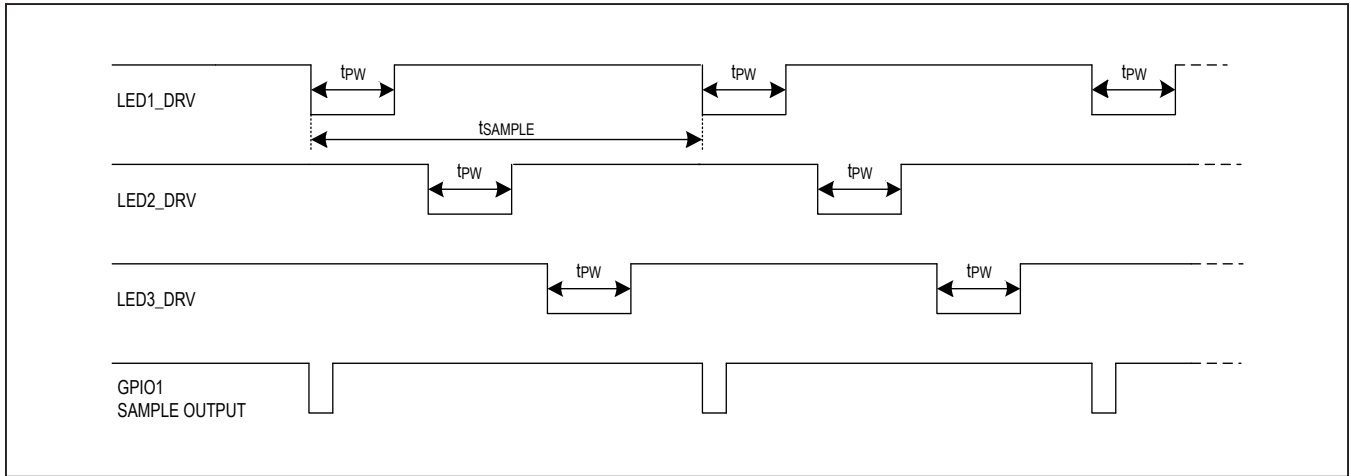 tPW
tPW
tPW
LED1_DRV
tSAMPLE
tPW
tPW
LED2_DRV
tPW
tPW
LED3_DRV
GPIO1
SAMPLE OUTPUT